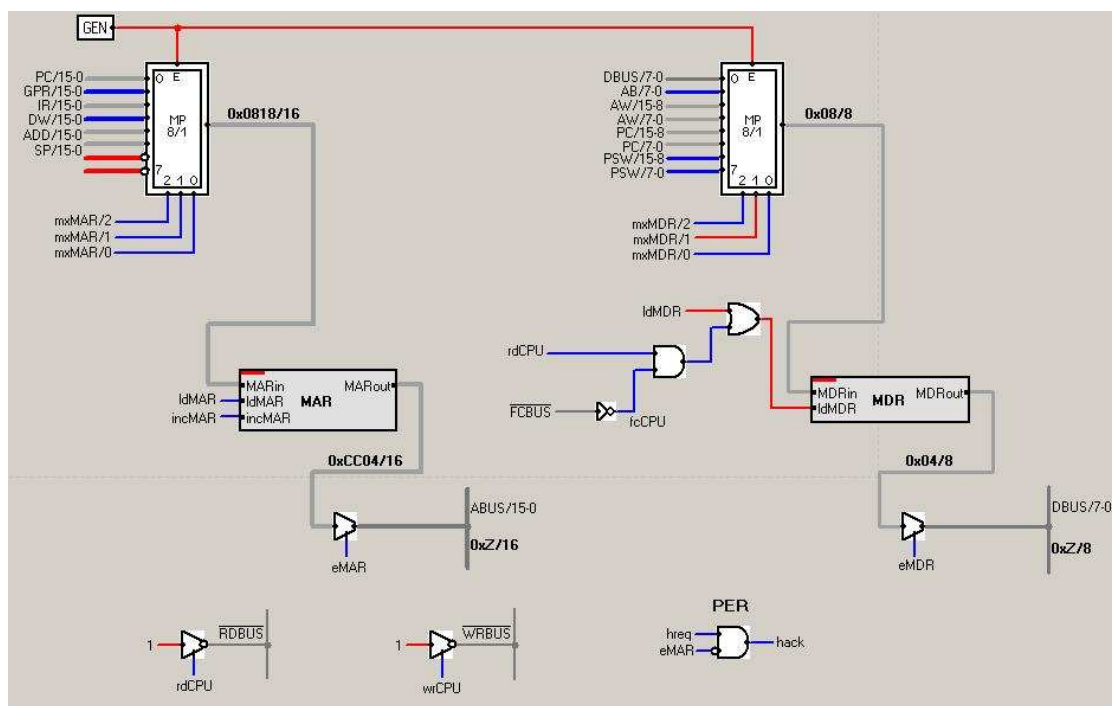 GEN
PC/15-0
GPR/15-0
IR/15-0
DW/15-0
ADD/15-0
SP/15-0
0 E
MP
8/1
7
2 1 0
0x0818/16
mxMAR/2
mxMAR/1
mxMAR/0
DBUS/7-0
AB/7-0
AW/15-8
AW/7-0
PC/15-8
PC/7-0
PSW/15-8
PSW/7-0
0 E
MP
8/1
7
2 1 0
0x08/8
mxMDR/2
mxMDR/1
mxMDR/0
ldMDR
rdCPU
FCBUS
fcCPU
MARin
ldMAR
incMAR
MAR
MARout
ldMAR
incMAR
MDRin
ldMDR
MDR
MDRout
0xCC04/16
0x04/8
ABUS/15-0
0xZ/16
eMAR
DBUS/7-0
0xZ/8
eMDR
1
RDBUS
rdCPU
1
WRBUS
wrCPU
PER
hreq
eMAR
hack